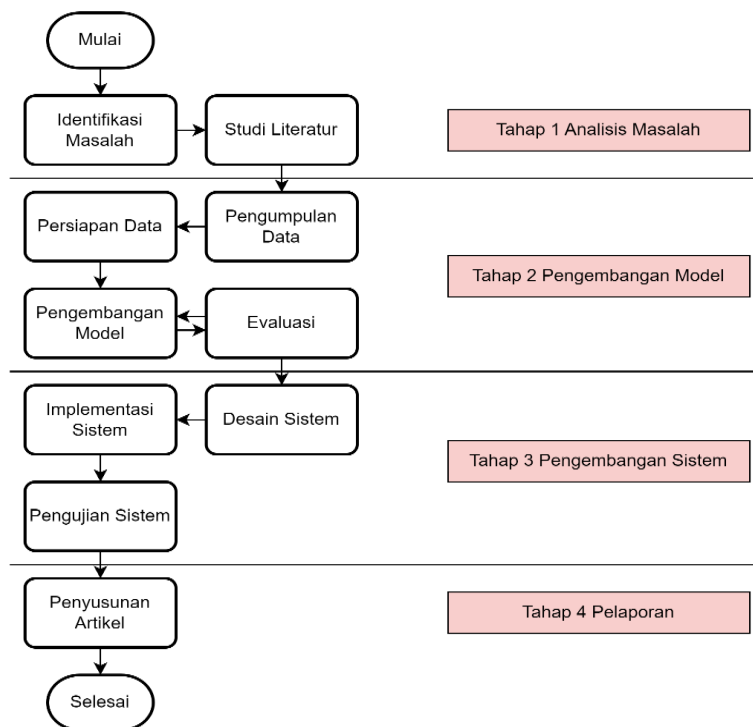 Mulai
Identifikasi
Masalah
Studi Literatur
Tahap 1 Analisis Masalah
Persiapan Data
Pengumpulan
Data
Tahap 2 Pengembangan Model
Pengembangan
Model
Evaluasi
Implementasi
Sistem
Desain Sistem
Tahap 3 Pengembangan Sistem
Pengujian Sistem
Penyusunan
Artikel
Tahap 4 Pelaporan
Selesai